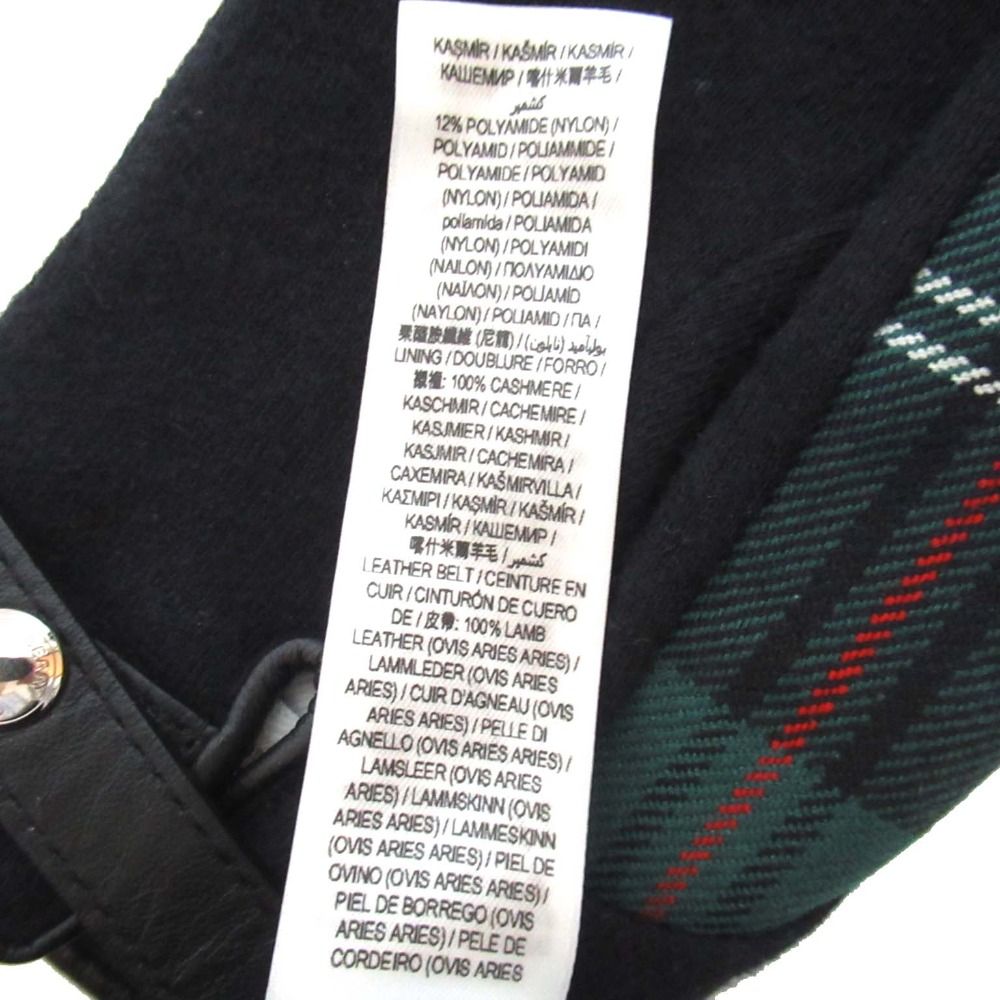 KAŞMİR / KAŠMÍR / KASMÍR /
КАШЕМИР / 喀什米爾羊毛 /
كشمير
12% POLYAMIDE (NYLON) /
POLYAMID / POLIAMMIDE /
POLYAMIDE / POLYAMID
(NYLON) / POLIAMIDA /
poliamida / POLIAMIDA
(NYLON) / POLYAMIDI
(NAILON) / ΠΟΛΥΑΜΙΔΙΟ
(ΝΑΪΛΟΝ) / POLIAMİD
(NAYLON) / POLIAMID / ПА /
聚醯胺纖維 (尼龍) / (نايلون) بولياميد
LINING / DOUBLURE / FORRO /
襯裡: 100% CASHMERE /
KASCHMIR / CACHEMIRE /
KASJMIER / KASHMIR /
KASJMIR / CACHEMIRA /
CAXEMIRA / KAŠMIRVILLA /
ΚΑΣΜΙΡΙ / KAŞMİR / KAŠMÍR /
KASMÍR / КАШЕМИР /
喀什米爾羊毛 / كشمير
LEATHER BELT / CEINTURE EN
CUIR / CINTURÓN DE CUERO
DE / 皮帶: 100% LAMB
LEATHER (OVIS ARIES ARIES) /
LAMMLEDER (OVIS ARIES
ARIES) / CUIR D'AGNEAU (OVIS
ARIES ARIES) / PELLE DI
AGNELLO (OVIS ARIES ARIES) /
LAMSLEER (OVIS ARIES
ARIES) / LAMMSKINN (OVIS
ARIES ARIES) / LAMMESKINN
(OVIS ARIES ARIES) / PIEL DE
OVINO (OVIS ARIES ARIES) /
PIEL DE BORREGO (OVIS
ARIES ARIES) / PELE DE
CORDEIRO (OVIS ARIES